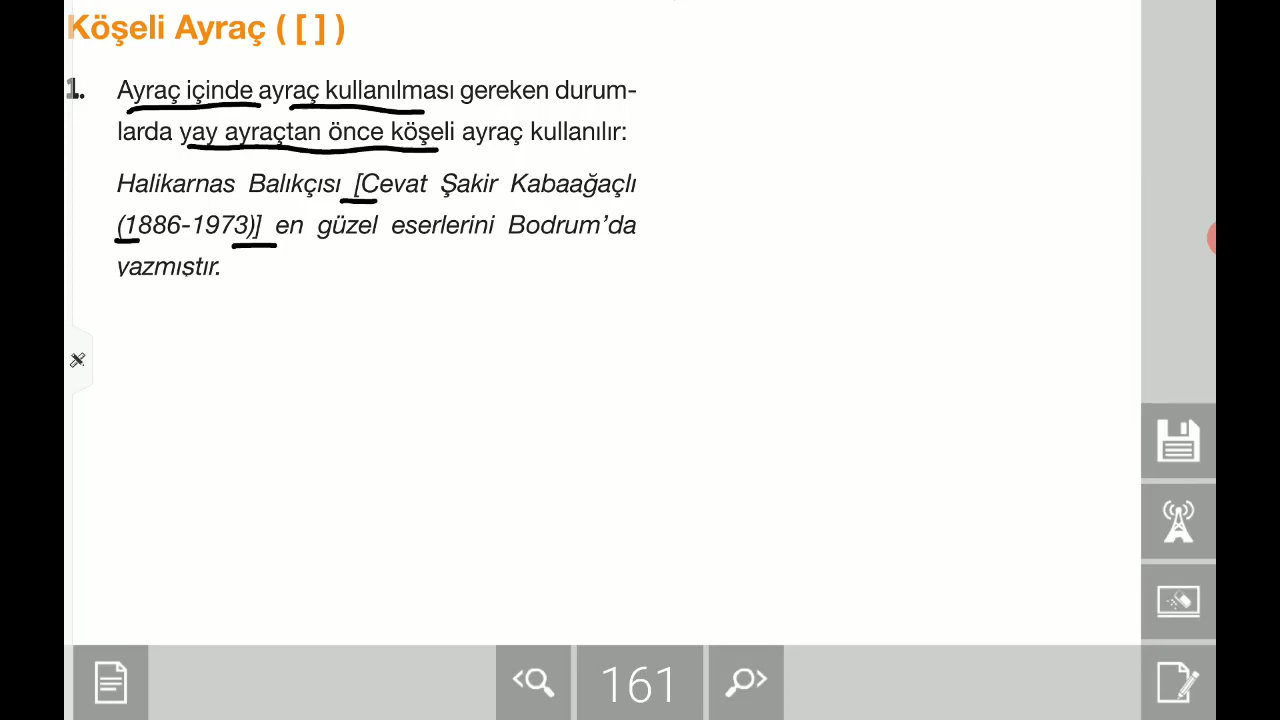 Köşeli Ayraç ( [ ] )
1. Ayraç içinde ayraç kullanılması gereken durum-
larda yay ayraçtan önce köşeli ayraç kullanılır:
Halikarnas Balıkçısı [Cevat Şakir Kabaağaçlı
(1886-1973)] en güzel eserlerini Bodrum’da
yazmıştır.
161